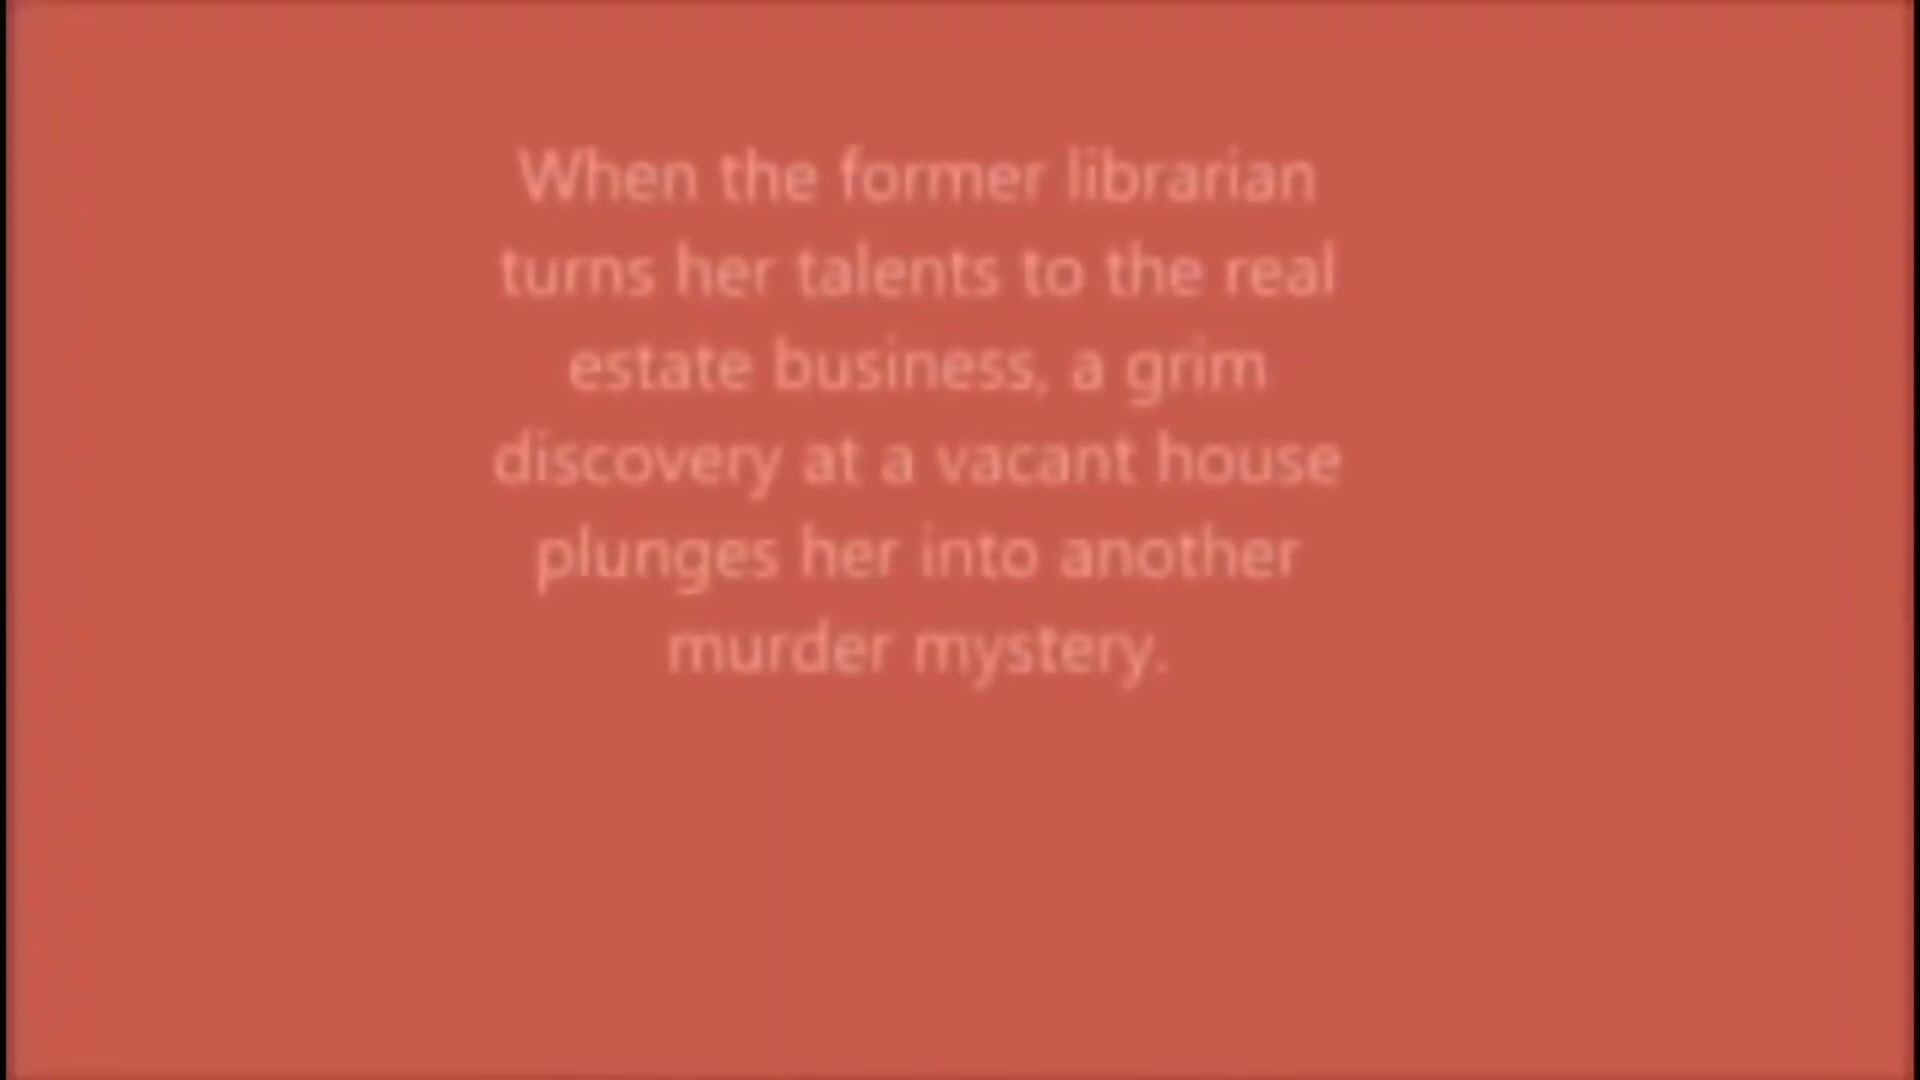 When the former librarian
turns her talents to the real
estate business, a grim
discovery at a vacant house
plunges her into another
murder mystery.